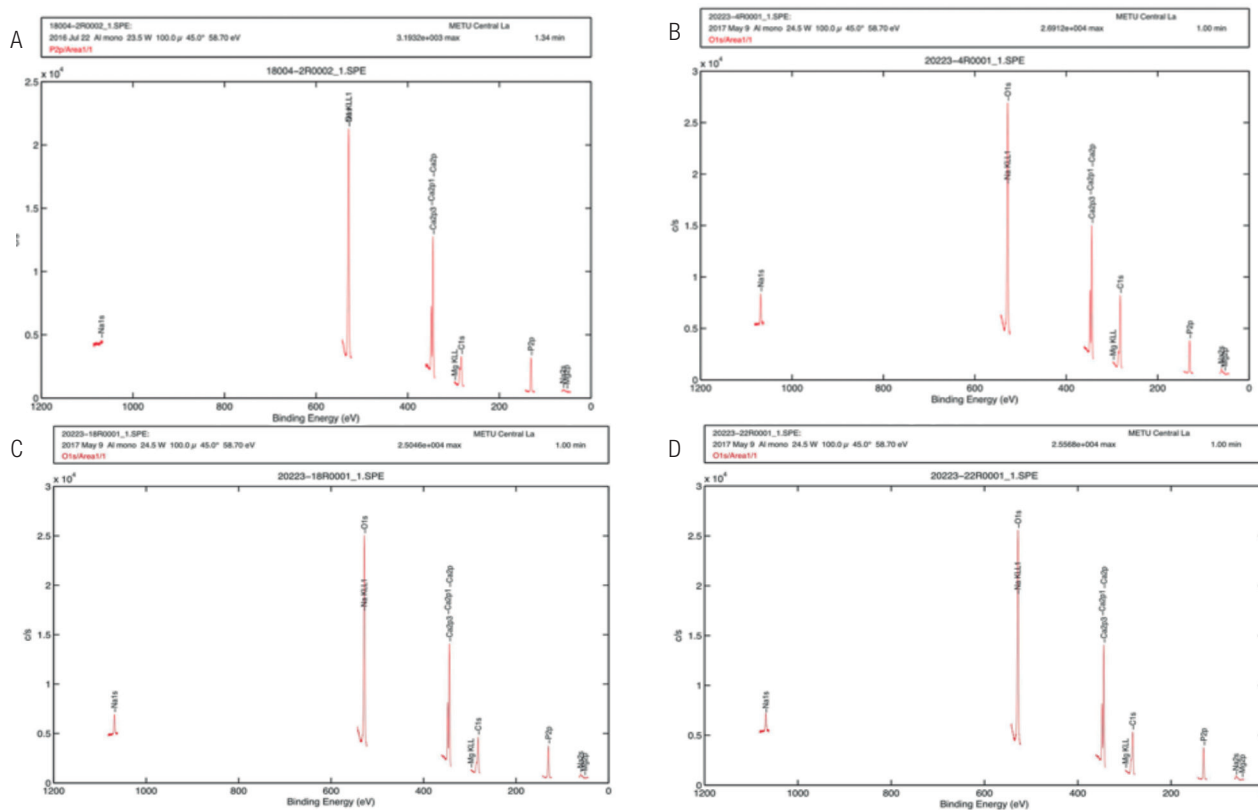 A
18004-2R0002_1.SPE:
METU Central La
2016 Jul 22 Al mono 23.5 W 100.0 μ 45.0° 58.70 eV
3.1932e+003 max
1.34 min
P2p/Area1/1
18004-2R0002_1.SPE
x 10⁴
2.5
2
1.5
1
0.5
0
1200
1000
800
600
400
200
0
Binding Energy (eV)
-Na1s
-Ca2p3 -Ca2p1 -Ca2p
-Mg KLL
-C1s
-P2p
-Na2s
-Mg2p
B
20223-4R0001_1.SPE:
METU Central La
2017 May 9 Al mono 24.5 W 100.0 μ 45.0° 58.70 eV
2.6912e+004 max
1.00 min
O1s/Area1/1
20223-4R0001_1.SPE
x 10⁴
3
2.5
2
1.5
1
0.5
0
c/s
1200
1000
800
600
400
200
0
Binding Energy (eV)
-Na1s
-O1s
-Na KLL1
-Ca2p3 -Ca2p1 -Ca2p
-Mg KLL
-C1s
-P2p
-Na2s
-Mg2p
C
20223-18R0001_1.SPE:
METU Central La
2017 May 9 Al mono 24.5 W 100.0 μ 45.0° 58.70 eV
2.5046e+004 max
1.00 min
O1s/Area1/1
20223-18R0001_1.SPE
x 10⁴
3
2.5
2
1.5
1
0.5
0
c/s
1200
1000
800
600
400
200
0
Binding Energy (eV)
-Na1s
-O1s
-Na KLL1
-Ca2p3 -Ca2p1 -Ca2p
-Mg KLL
-C1s
-P2p
-Na2s
-Mg2p
D
20223-22R0001_1.SPE:
METU Central La
2017 May 9 Al mono 24.5 W 100.0 μ 45.0° 58.70 eV
2.5568e+004 max
1.00 min
O1s/Area1/1
20223-22R0001_1.SPE
x 10⁴
3
2.5
2
1.5
1
0.5
0
c/s
1200
1000
800
600
400
200
0
Binding Energy (eV)
-Na1s
-O1s
-Na KLL1
-Ca2p3 -Ca2p1 -Ca2p
-Mg KLL
-C1s
-P2p
-Na2s
-Mg2p